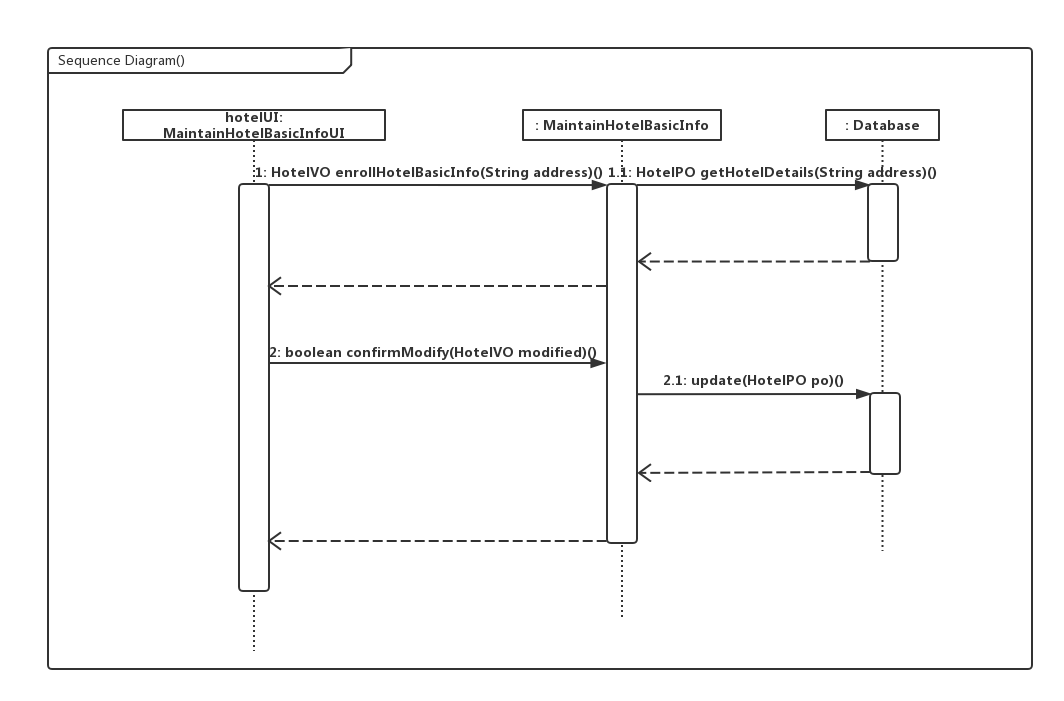 Sequence Diagram()
hotelUI:
MaintainHotelBasicInfoUI
: MaintainHotelBasicInfo
: Database
1: HotelVO enrollHotelBasicInfo(String address)()
1.1: HotelPO getHotelDetails(String address)()
2: boolean confirmModify(HotelVO modified)()
2.1: update(HotelPO po)()